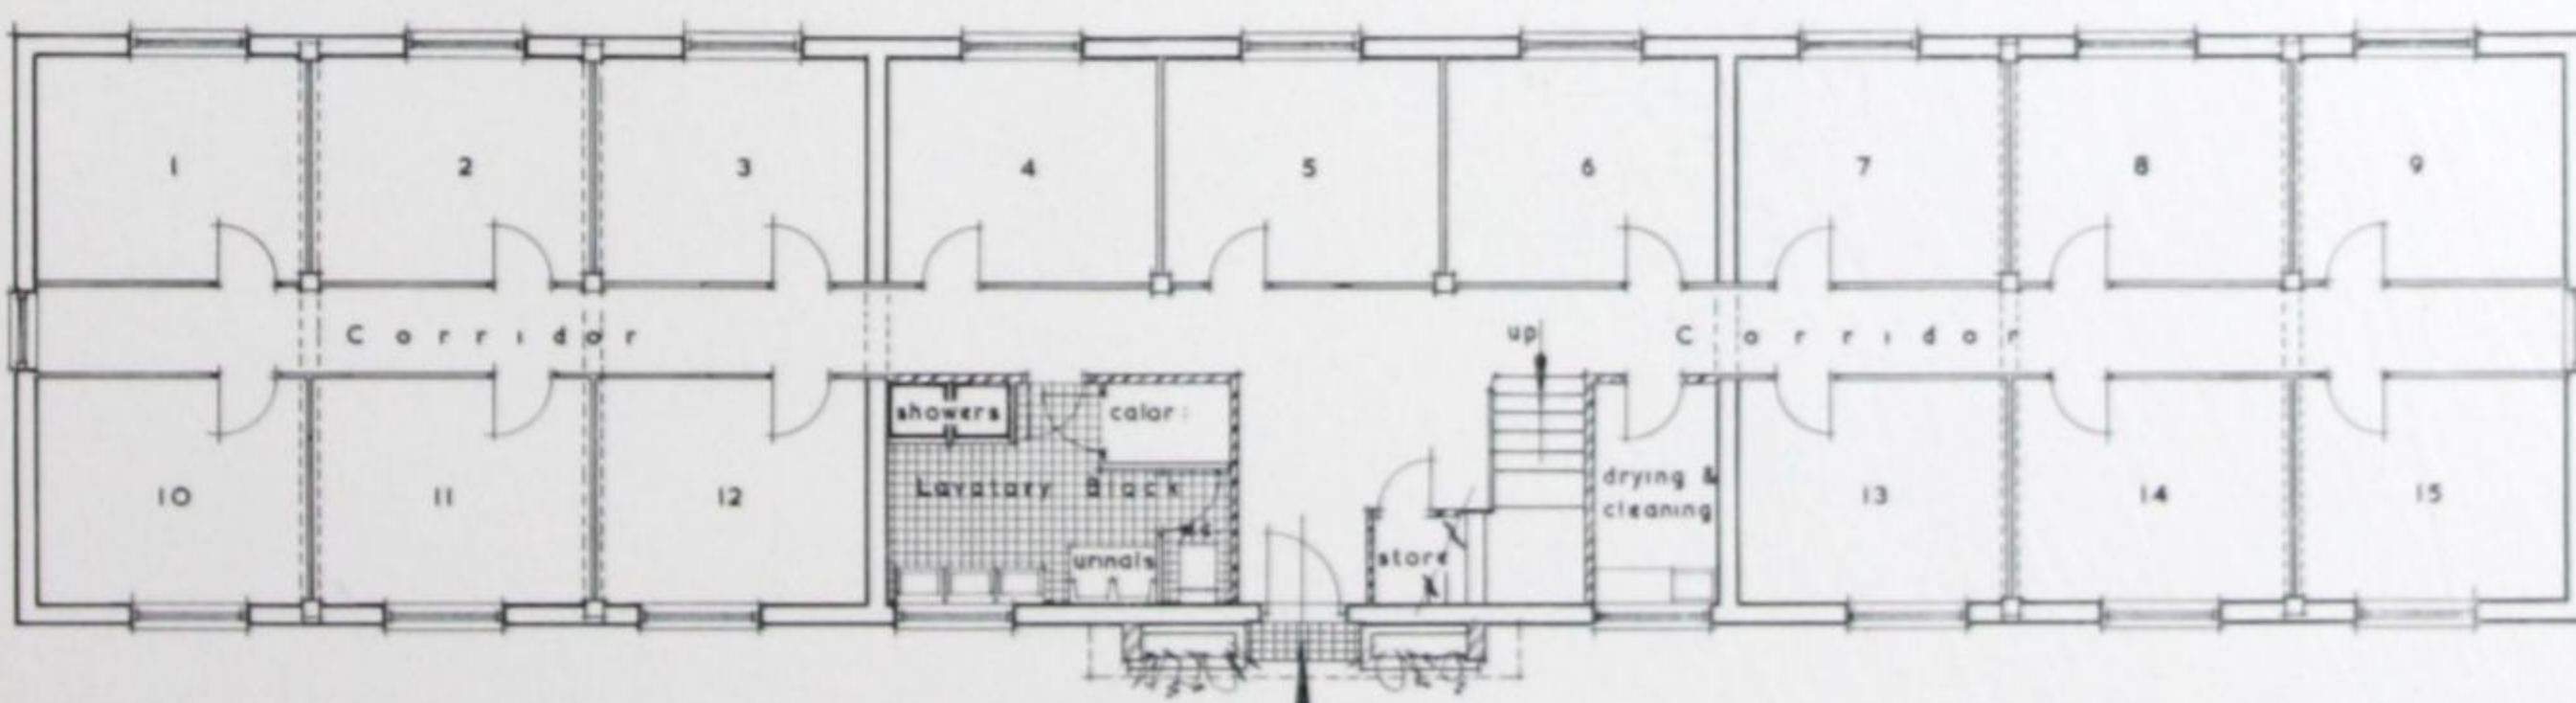 1 2 3 4 5 6 7 8 9
Corridor up Corridor
showers calor
Lavatory Block drying &
cleaning
10 11 12 13 14 15
urinals store